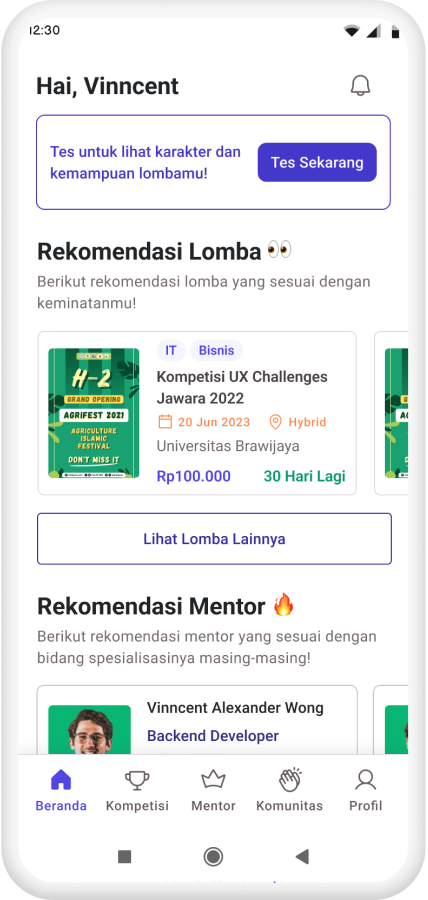 12:30
Hai, Vinncent
Tes untuk lihat karakter dan
kemampuan lombamu!
Tes Sekarang
Rekomendasi Lomba 👀
Berikut rekomendasi lomba yang sesuai dengan
keminatanmu!
H-2
GRAND OPENING
AGRIFEST 2021
AGRICULTURE
ISLAMIC
FESTIVAL
DON'T MISS IT
IT
Bisnis
Kompetisi UX Challenges
Jawara 2022
20 Jun 2023
Hybrid
Universitas Brawijaya
Rp100.000
30 Hari Lagi
Lihat Lomba Lainnya
Rekomendasi Mentor 🔥
Berikut rekomendasi mentor yang sesuai dengan
bidang spesialisasinya masing-masing!
Vinncent Alexander Wong
Backend Developer
Beranda
Kompetisi
Mentor
Komunitas
Profil